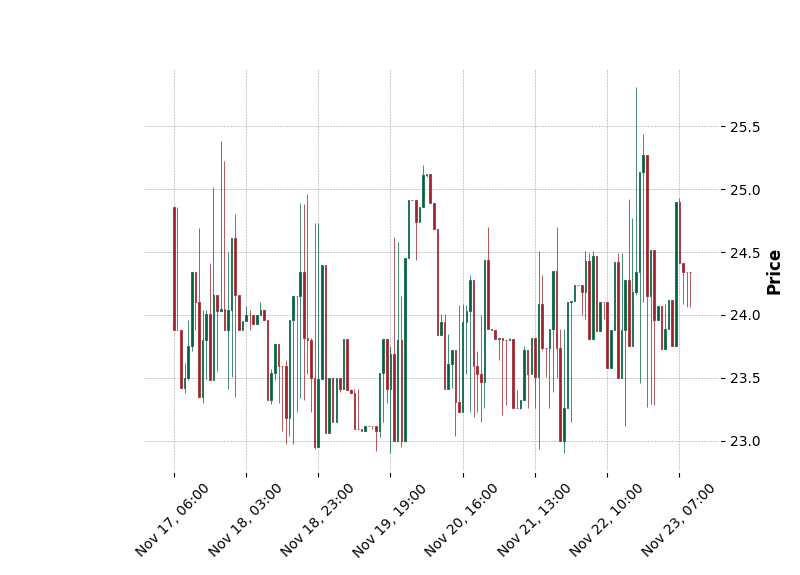 25.5
25.0
24.5
24.0
23.5
23.0
Price
Nov 17, 06:00
Nov 18, 03:00
Nov 18, 23:00
Nov 19, 19:00
Nov 20, 16:00
Nov 21, 13:00
Nov 22, 10:00
Nov 23, 07:00